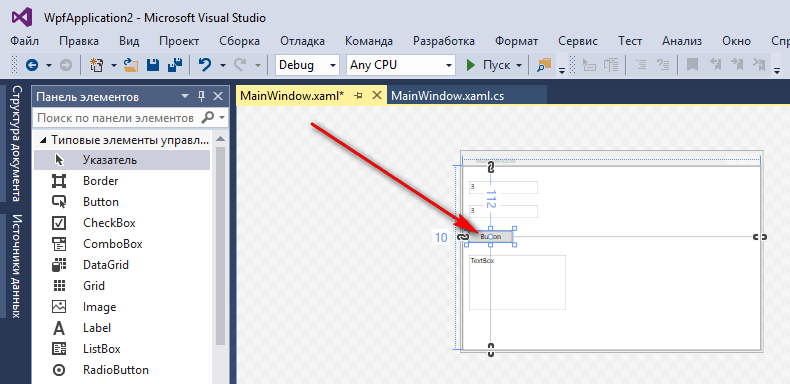 WpfApplication2 - Microsoft Visual Studio
Файл Правка Вид Проект Сборка Отладка Команда Разработка Формат Сервис Тест Анализ Окно
Debug Any CPU Пуск
Структура документа
Источники данных
Панель элементов
MainWindow.xaml* MainWindow.xaml.cs
Поиск по панели элементов
Типовые элементы управл...
Указатель
Border
Button
CheckBox
ComboBox
DataGrid
Grid
Image
Label
ListBox
RadioButton
3
112
3
10
Button
TextBox